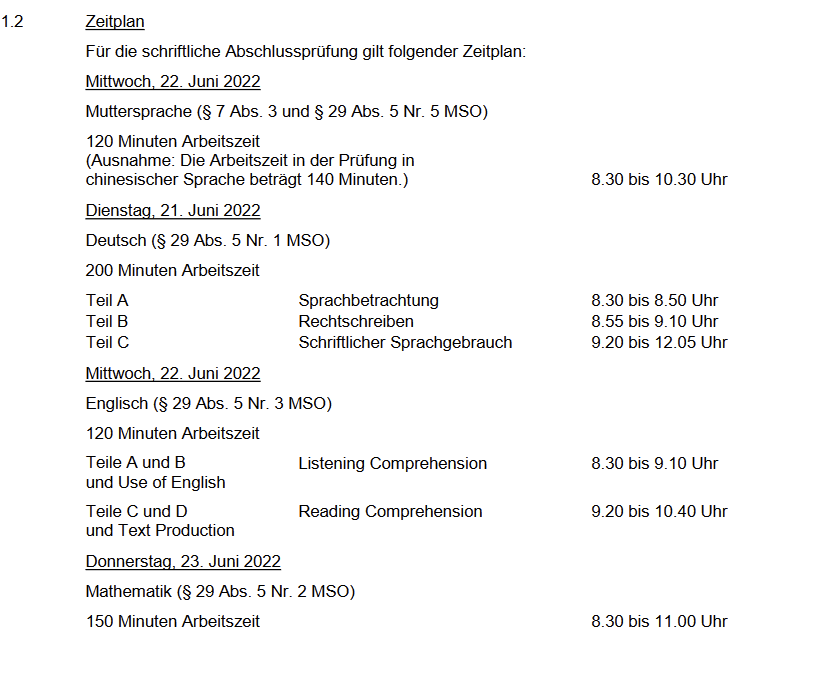 1.2 Zeitplan
Für die schriftliche Abschlussprüfung gilt folgender Zeitplan:
Mittwoch, 22. Juni 2022
Muttersprache (§ 7 Abs. 3 und § 29 Abs. 5 Nr. 5 MSO)
120 Minuten Arbeitszeit
(Ausnahme: Die Arbeitszeit in der Prüfung in
chinesischer Sprache beträgt 140 Minuten.) 8.30 bis 10.30 Uhr
Dienstag, 21. Juni 2022
Deutsch (§ 29 Abs. 5 Nr. 1 MSO)
200 Minuten Arbeitszeit
Teil A Sprachbetrachtung 8.30 bis 8.50 Uhr
Teil B Rechtschreiben 8.55 bis 9.10 Uhr
Teil C Schriftlicher Sprachgebrauch 9.20 bis 12.05 Uhr
Mittwoch, 22. Juni 2022
Englisch (§ 29 Abs. 5 Nr. 3 MSO)
120 Minuten Arbeitszeit
Teile A und B Listening Comprehension 8.30 bis 9.10 Uhr
und Use of English
Teile C und D Reading Comprehension 9.20 bis 10.40 Uhr
und Text Production
Donnerstag, 23. Juni 2022
Mathematik (§ 29 Abs. 5 Nr. 2 MSO)
150 Minuten Arbeitszeit 8.30 bis 11.00 Uhr